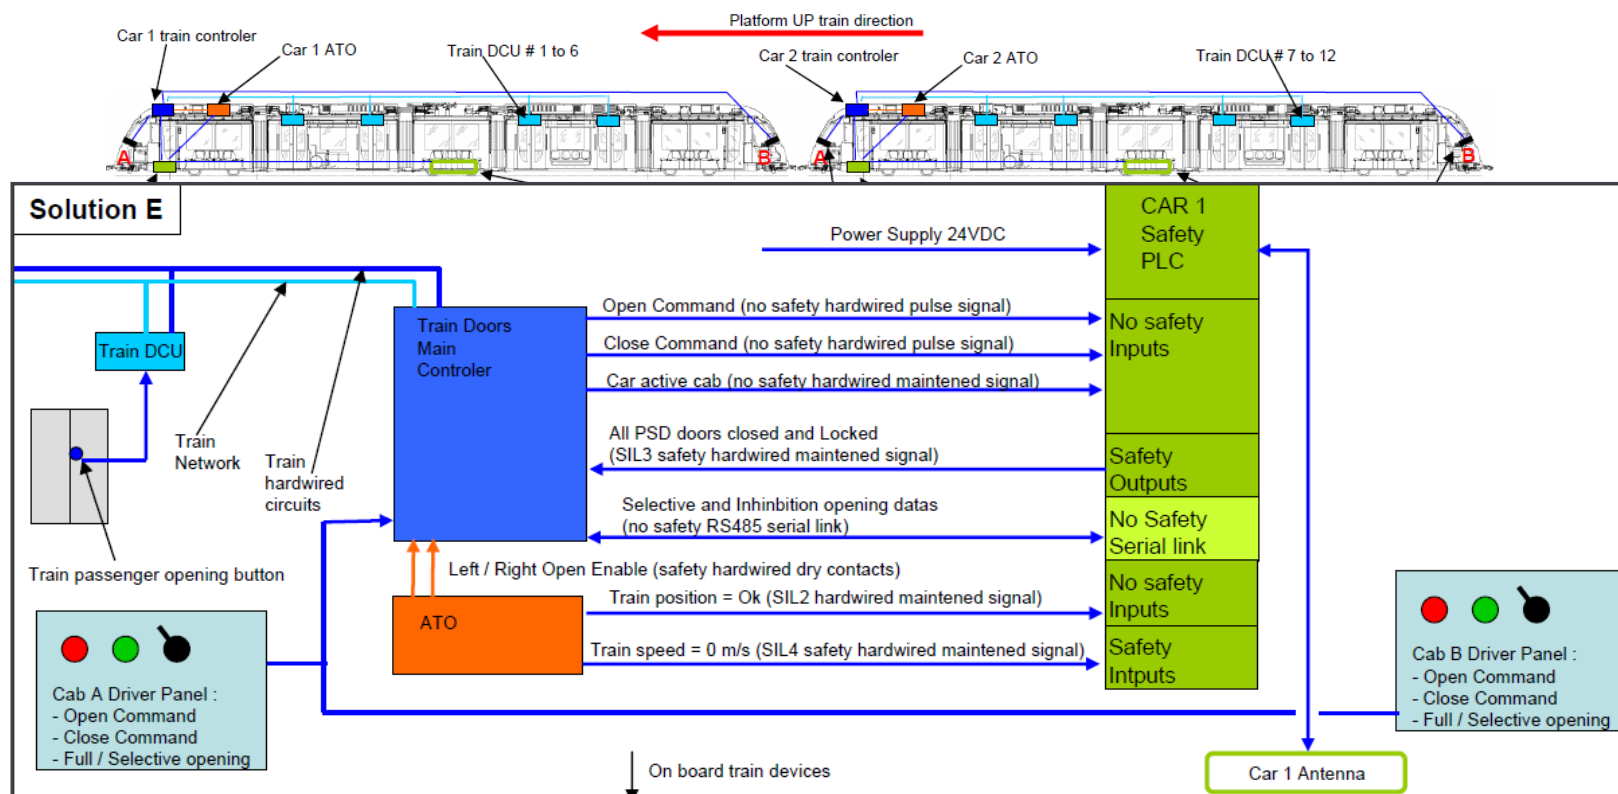 Platform UP train direction
Car 1 train controler
Car 1 ATO
Train DCU # 1 to 6
Car 2 train controler
Car 2 ATO
Train DCU # 7 to 12
A
B
A
B
Solution E
CAR 1
Safety
PLC
Power Supply 24VDC
Open Command (no safety hardwired pulse signal)
No safety
Inputs
Train Doors
Main
Controler
Close Command (no safety hardwired pulse signal)
Train DCU
Car active cab (no safety hardwired maintened signal)
Train
Network
Train
hardwired
circuits
All PSD doors closed and Locked
(SIL3 safety hardwired maintened signal)
Safety
Outputs
Selective and Inhinbition opening datas
(no safety RS485 serial link)
No Safety
Serial link
Train passenger opening button
Left / Right Open Enable (safety hardwired dry contacts)
Train position = Ok (SIL2 hardwired maintened signal)
No safety
Inputs
ATO
Train speed = 0 m/s (SIL4 safety hardwired maintened signal)
Safety
Intputs
Cab A Driver Panel :
- Open Command
- Close Command
- Full / Selective opening
Cab B Driver Panel :
- Open Command
- Close Command
- Full / Selective opening
On board train devices
Car 1 Antenna